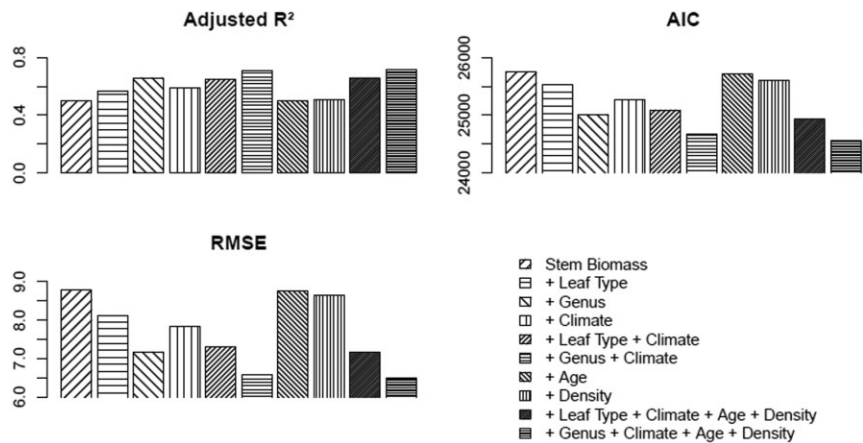 Adjusted R²
0.8
0.4
0.0
AIC
26000
25000
24000
RMSE
9.0
8.0
7.0
6.0
Stem Biomass
+ Leaf Type
+ Genus
+ Climate
+ Leaf Type + Climate
+ Genus + Climate
+ Age
+ Density
+ Leaf Type + Climate + Age + Density
+ Genus + Climate + Age + Density